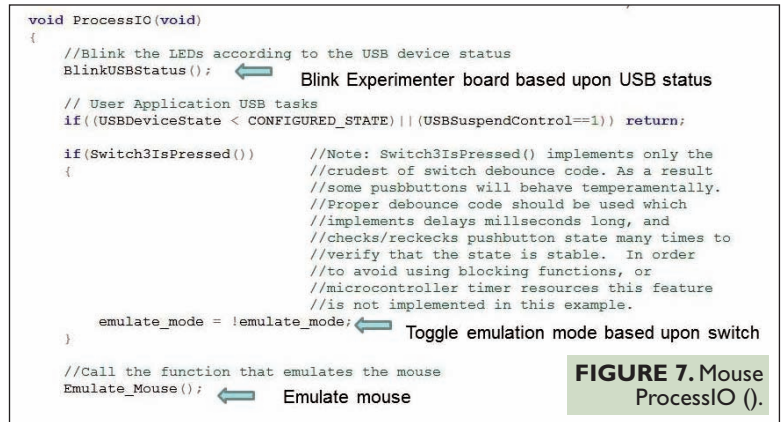 void ProcessIO(void)
{
//Blink the LEDs according to the USB device status
BlinkUSBStatus();
Blink Experimenter board based upon USB status
// User Application USB tasks
if((USBDeviceState < CONFIGURED_STATE)||(USBSuspendControl==1)) return;
if(Switch3IsPressed()) //Note: Switch3IsPressed() implements only the
{ //crudest of switch debounce code. As a result
//some pusbbuttons will behave temperamentally.
//Proper debounce code should be used which
//implements delays millseconds long, and
//checks/reckecks pushbutton state many times to
//verify that the state is stable. In order
//to avoid using blocking functions, or
//microcontroller timer resources this feature
//is not implemented in this example.
emulate_mode = !emulate_mode; Toggle emulation mode based upon switch
}
//Call the function that emulates the mouse
Emulate_Mouse(); Emulate mouse
FIGURE 7. Mouse
ProcessIO ().